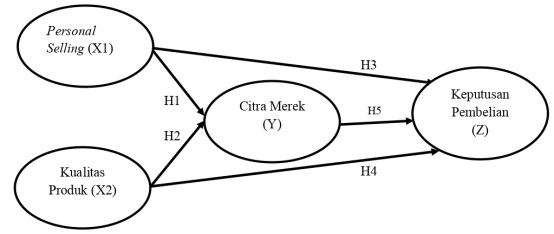 Personal
Selling (X1)
H3
Keputusan
Pembelian
(Z)
H1
Citra Merek
(Y)
H5
H2
Kualitas
Produk (X2)
H4